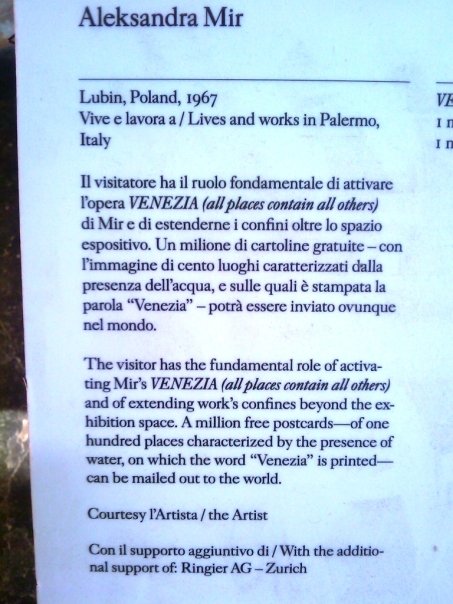 Aleksandra Mir
Lubin, Poland, 1967
Vive e lavora a / Lives and works in Palermo,
Italy
Il visitatore ha il ruolo fondamentale di attivare
l'opera VENEZIA (all places contain all others)
di Mir e di estenderne i confini oltre lo spazio
espositivo. Un milione di cartoline gratuite – con
l'immagine di cento luoghi caratterizzati dalla
presenza dell'acqua, e sulle quali è stampata la
parola “Venezia” – potrà essere inviato ovunque
nel mondo.
The visitor has the fundamental role of activa-
ting Mir's VENEZIA (all places contain all others)
and of extending work's confines beyond the ex-
hibition space. A million free postcards—of one
hundred places characterized by the presence of
water, on which the word “Venezia” is printed—
can be mailed out to the world.
Courtesy l'Artista / the Artist
Con il supporto aggiuntivo di / With the additio-
nal support of: Ringier AG – Zurich